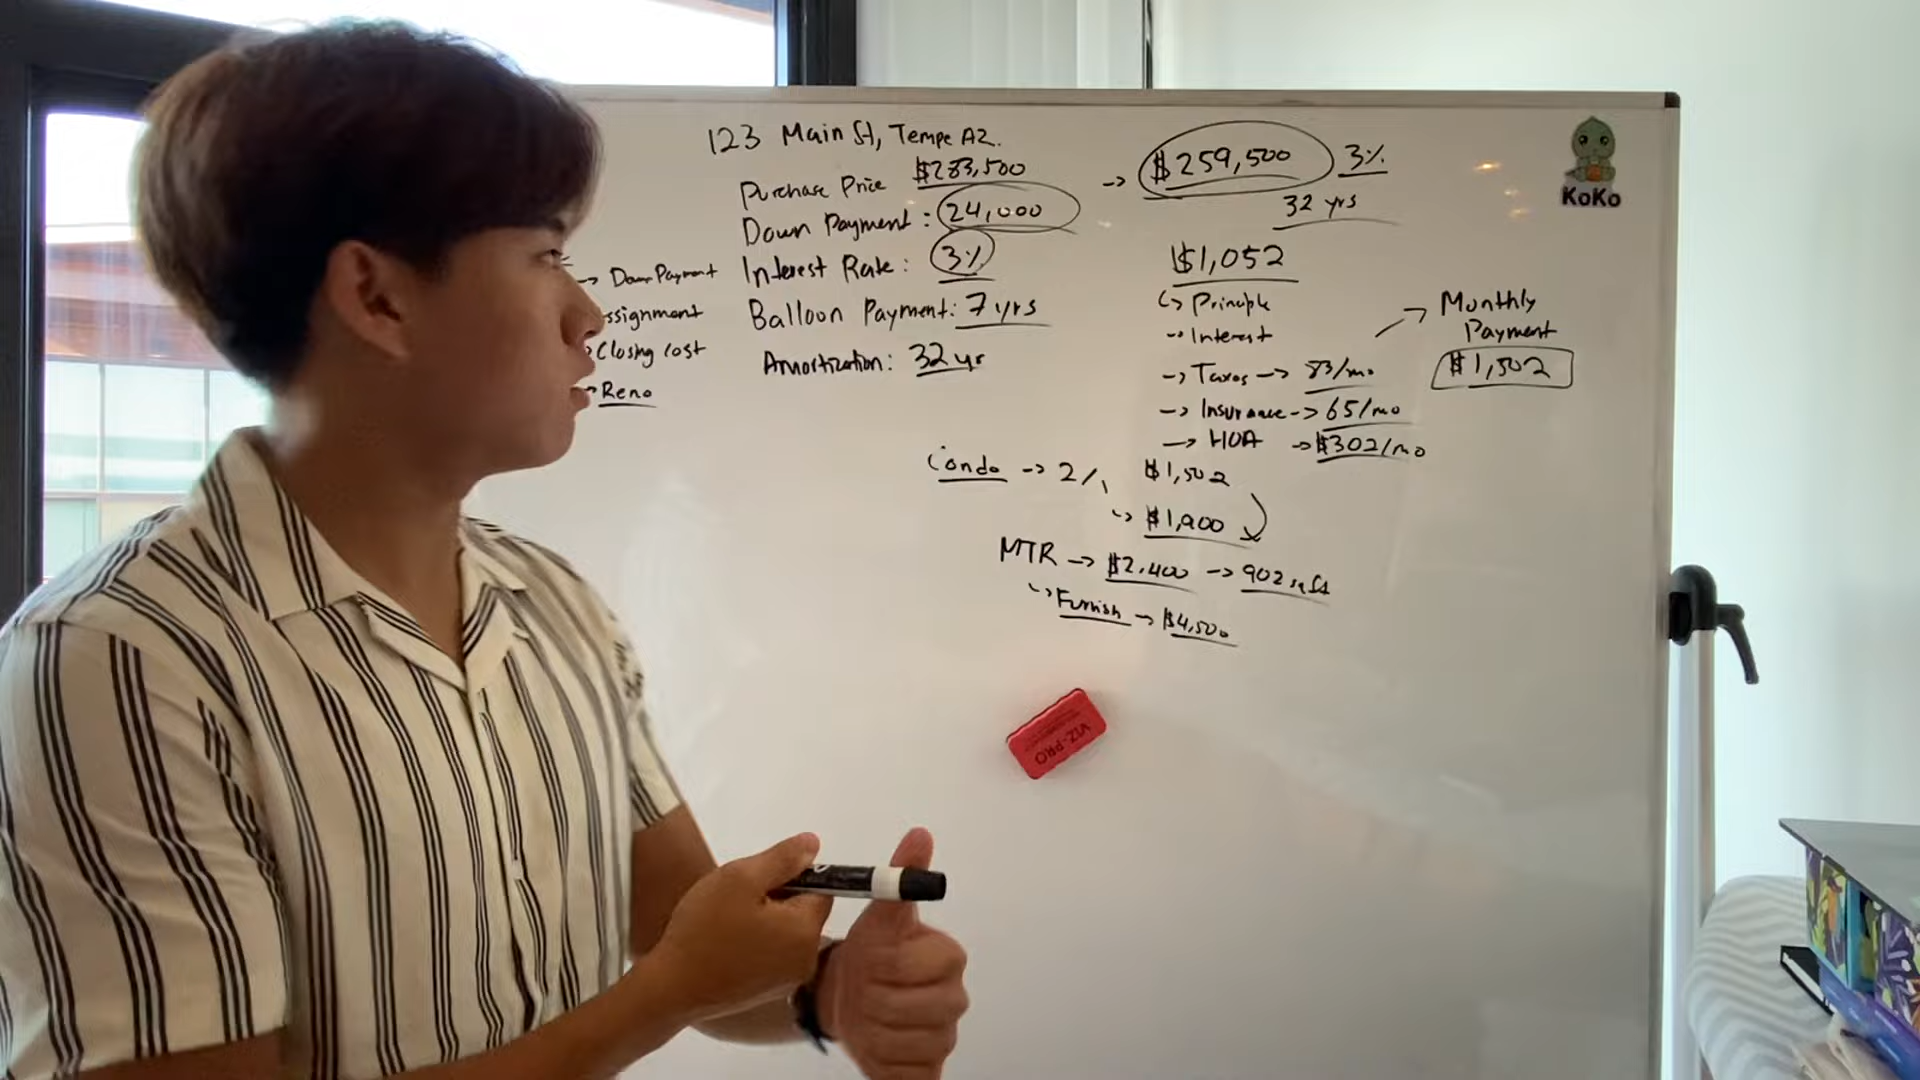 123 Main St, Tempe AZ.
Purchase Price $283,500
Down Payment: 24,000
Interest Rate: 3%
Balloon Payment: 7 yrs
Amortization: 32 yr
-> Down Payment
ssignment
Closing cost
-> Reno
-> $259,500 3%
32 yrs
$1,052
-> Principle
-> Interest
-> Taxes -> 83/mo
-> Insurance -> 65/mo
-> HOA -> $302/mo
-> Monthly
Payment
$1,502
Condo -> 2/1
$1,502
-> $1,900
MTR -> $2,400 -> 902 sqft
-> Furnish -> $4,500
KoKo
VIZ-PRO